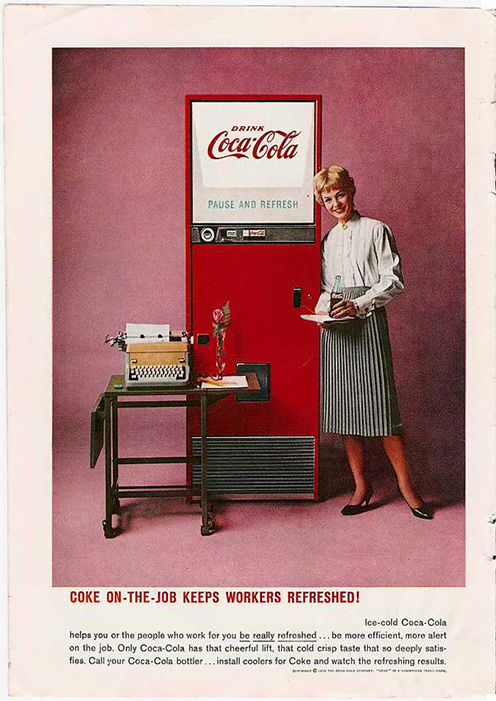 DRINK
Coca-Cola
PAUSE AND REFRESH
Coca-Cola
COKE ON-THE-JOB KEEPS WORKERS REFRESHED!
Ice-cold Coca-Cola
helps you or the people who work for you be really refreshed ... be more efficient, more alert
on the job. Only Coca-Cola has that cheerful lift, that cold crisp taste that so deeply satis-
fies. Call your Coca-Cola bottler ... install coolers for Coke and watch the refreshing results.